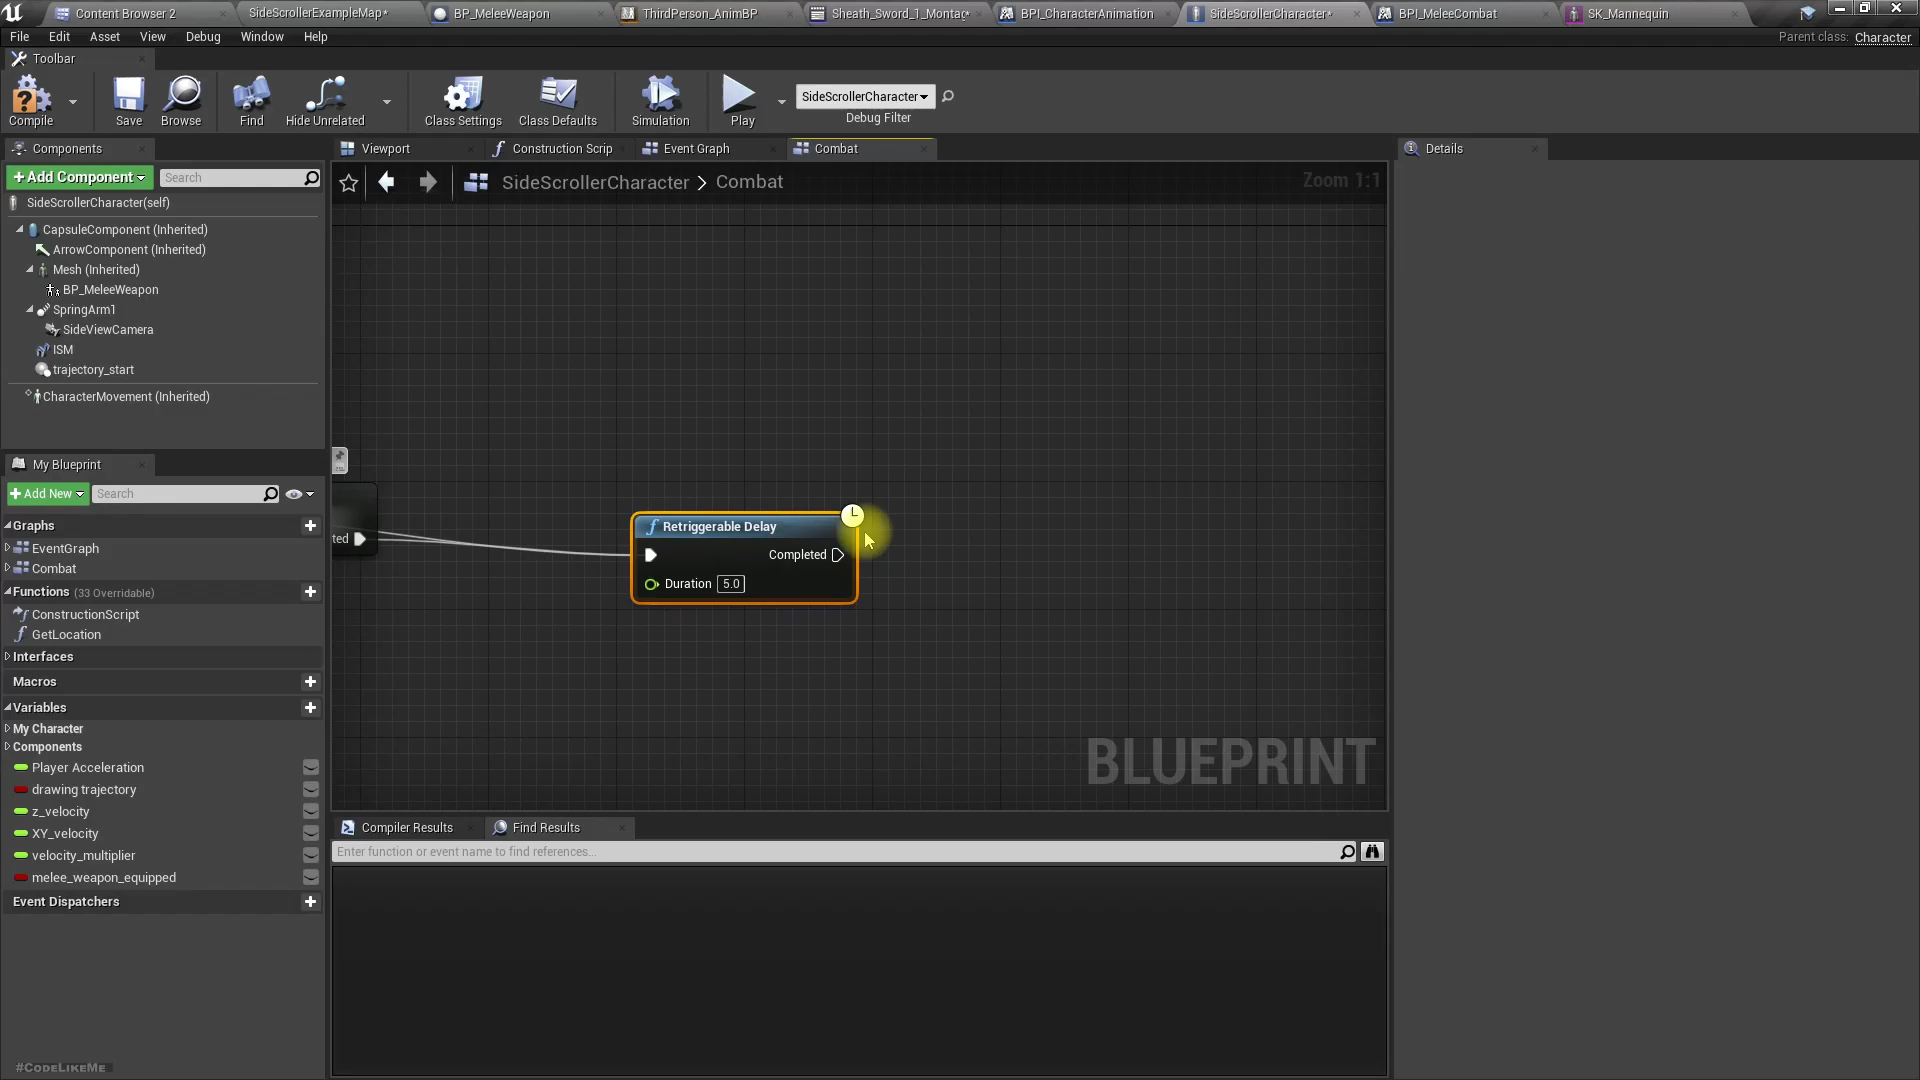 Content Browser 2
SideScrollerExampleMap*
BP_MeleeWeapon
ThirdPerson_AnimBP
Sheath_Sword_1_Montag*
BPI_CharacterAnimation
SideScrollerCharacter*
BPI_MeleeCombat
SK_Mannequin
File Edit Asset View Debug Window Help
Parent class: Character
Toolbar
Compile
Save
Browse
Find
Hide Unrelated
Class Settings
Class Defaults
Simulation
Play
SideScrollerCharacter
Debug Filter
Components
+Add Component
Search
SideScrollerCharacter(self)
CapsuleComponent (Inherited)
ArrowComponent (Inherited)
Mesh (Inherited)
BP_MeleeWeapon
SpringArm1
SideViewCamera
ISM
trajectory_start
CharacterMovement (Inherited)
My Blueprint
+Add New
Search
Graphs
EventGraph
Combat
Functions (33 Overridable)
ConstructionScript
GetLocation
Interfaces
Macros
Variables
My Character
Components
Player Acceleration
drawing trajectory
z_velocity
XY_velocity
velocity_multiplier
melee_weapon_equipped
Event Dispatchers
#CodeLikeMe
Viewport
Construction Scrip
Event Graph
Combat
SideScrollerCharacter > Combat
Zoom 1:1
ted
Retriggerable Delay
Completed
Duration 5.0
BLUEPRINT
Compiler Results
Find Results
Enter function or event name to find references...
Details